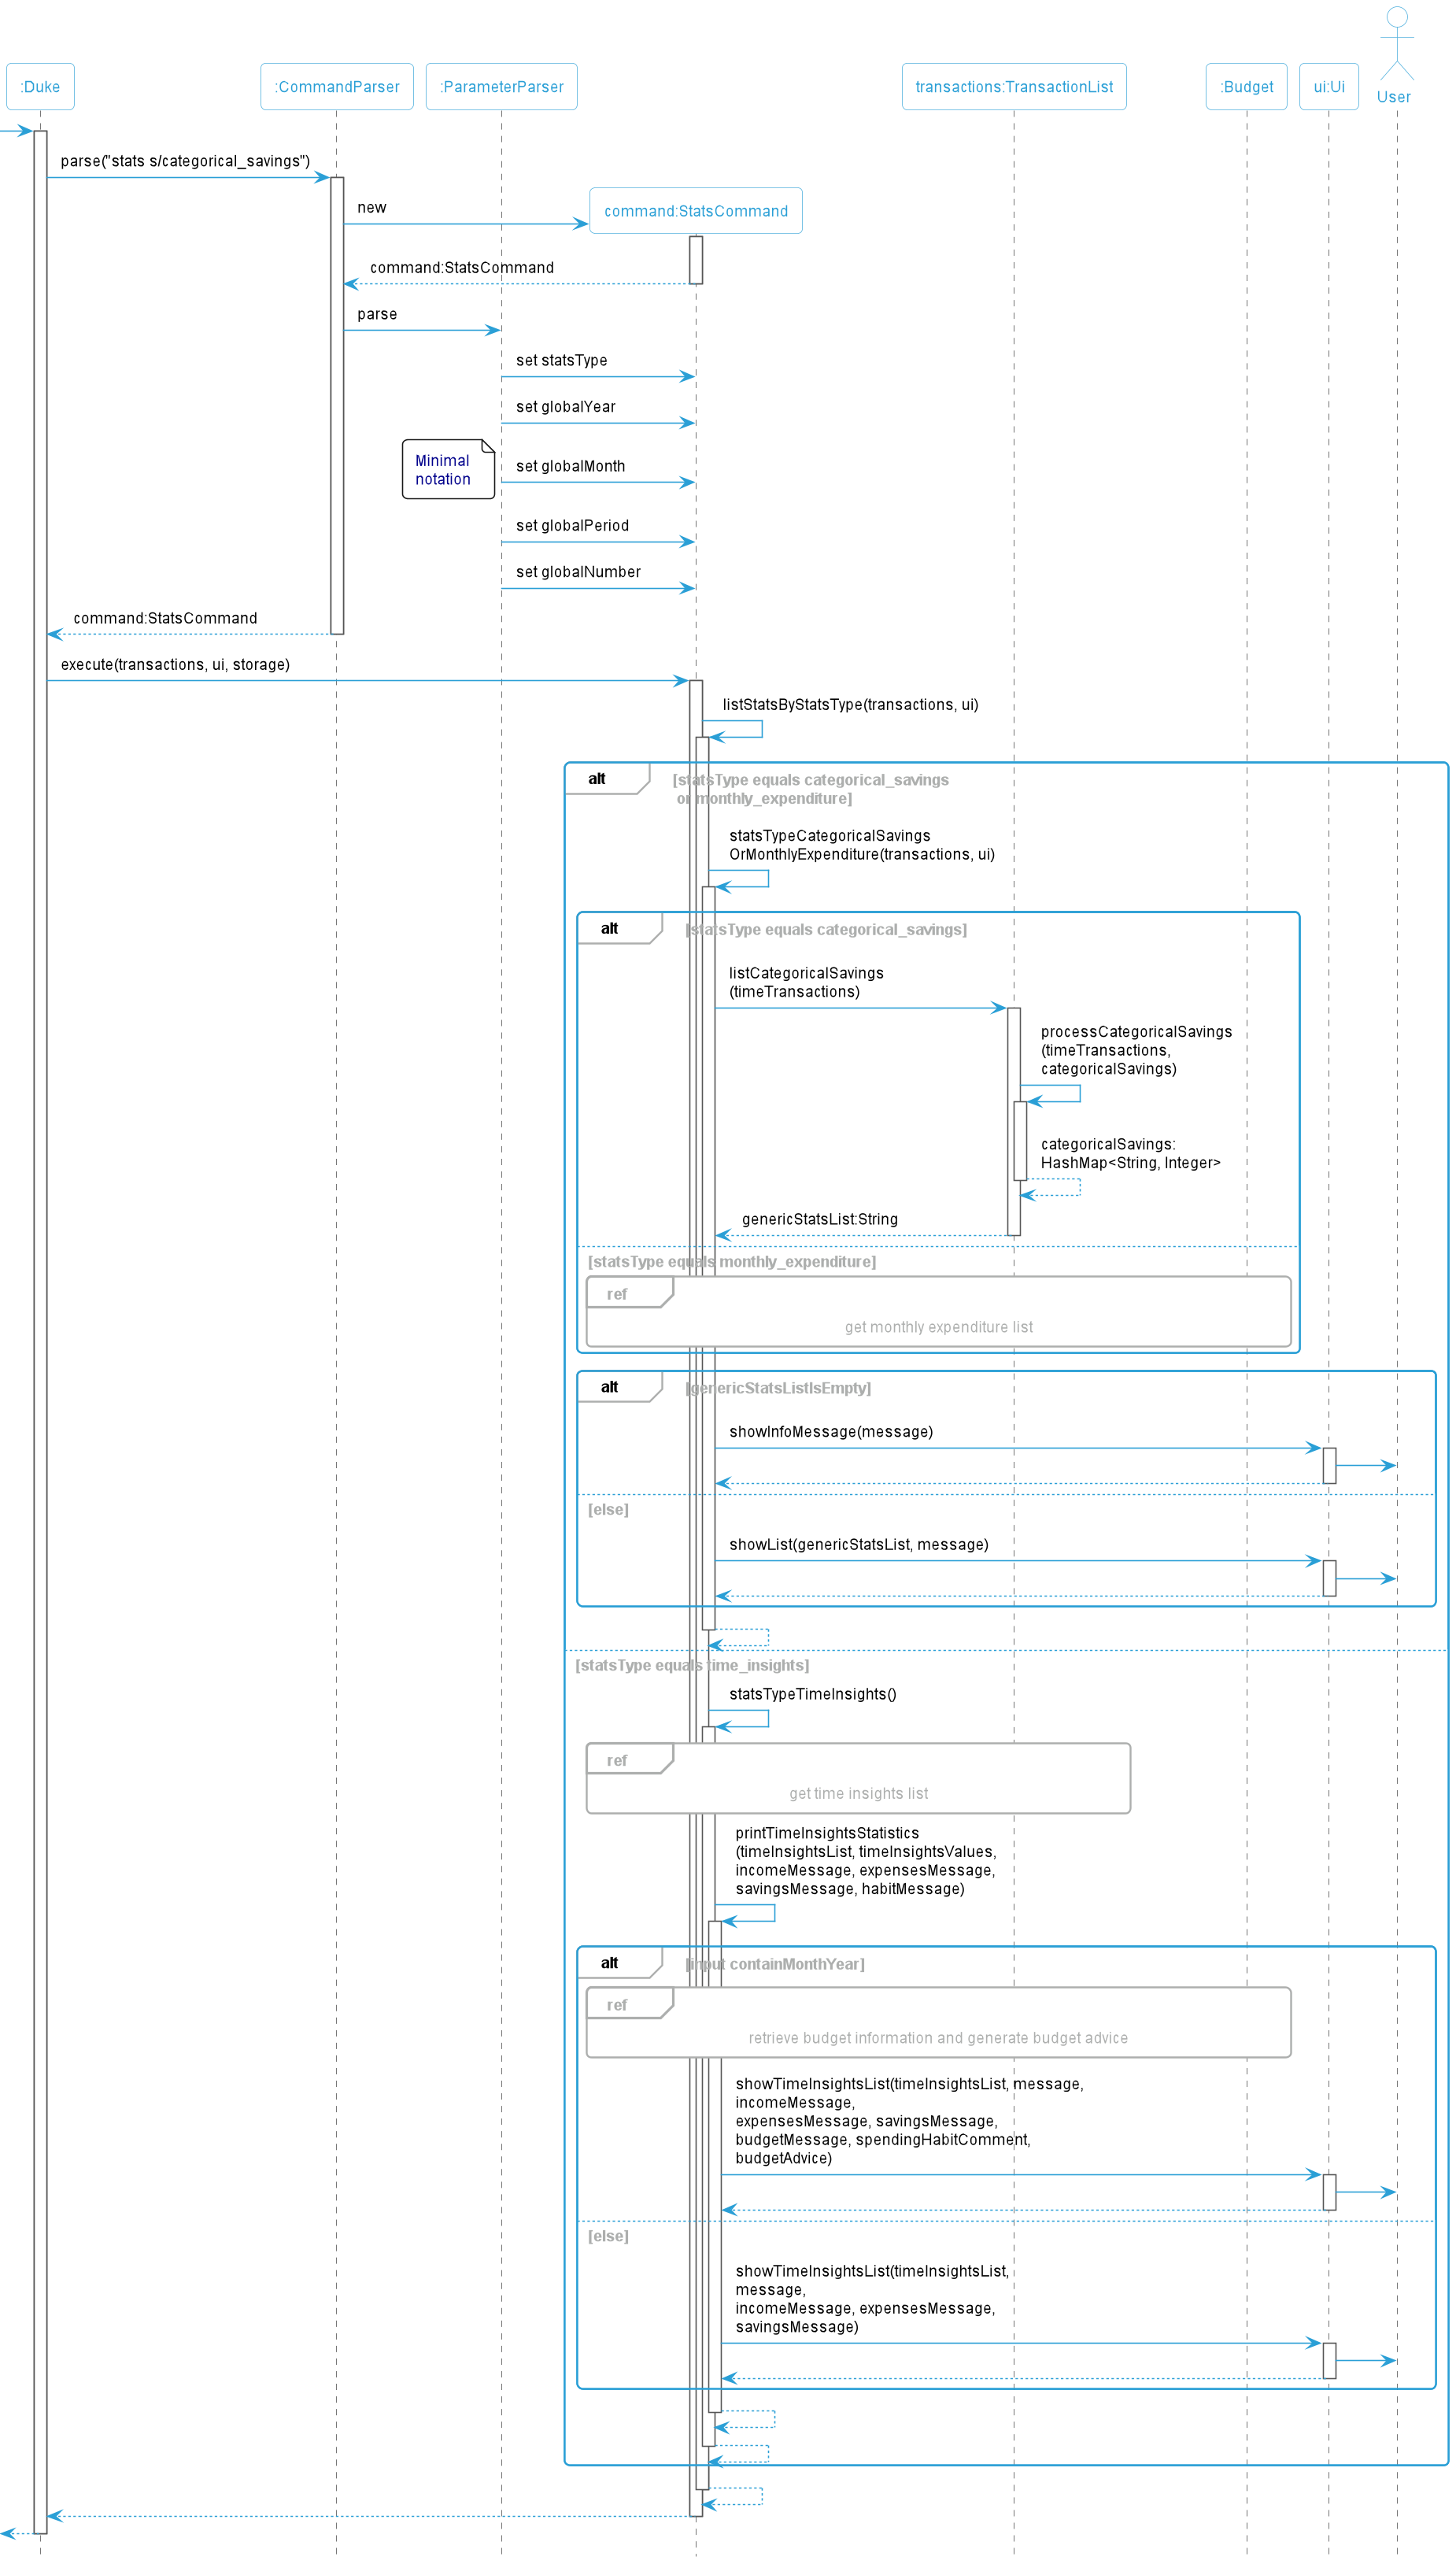 User
:Duke
:CommandParser
:ParameterParser
transactions:TransactionList
:Budget
ui:Ui
parse("stats s/categorical_savings")
new
command:StatsCommand
command:StatsCommand
parse
set statsType
set globalYear
Minimal
notation
set globalMonth
set globalPeriod
set globalNumber
command:StatsCommand
execute(transactions, ui, storage)
listStatsByStatsType(transactions, ui)
alt
[statsType equals categorical_savings
or monthly_expenditure]
statsTypeCategoricalSavings
OrMonthlyExpenditure(transactions, ui)
alt
[statsType equals categorical_savings]
listCategoricalSavings
(timeTransactions)
processCategoricalSavings
(timeTransactions,
categoricalSavings)
categoricalSavings:
HashMap<String, Integer>
genericStatsList:String
[statsType equals monthly_expenditure]
ref
get monthly expenditure list
alt
[genericStatsListIsEmpty]
showInfoMessage(message)
[else]
showList(genericStatsList, message)
[statsType equals time_insights]
statsTypeTimeInsights()
ref
get time insights list
printTimeInsightsStatistics
(timeInsightsList, timeInsightsValues,
incomeMessage, expensesMessage,
savingsMessage, habitMessage)
alt
[input containMonthYear]
ref
retrieve budget information and generate budget advice
showTimeInsightsList(timeInsightsList, message,
incomeMessage,
expensesMessage, savingsMessage,
budgetMessage, spendingHabitComment,
budgetAdvice)
[else]
showTimeInsightsList(timeInsightsList,
message,
incomeMessage, expensesMessage,
savingsMessage)